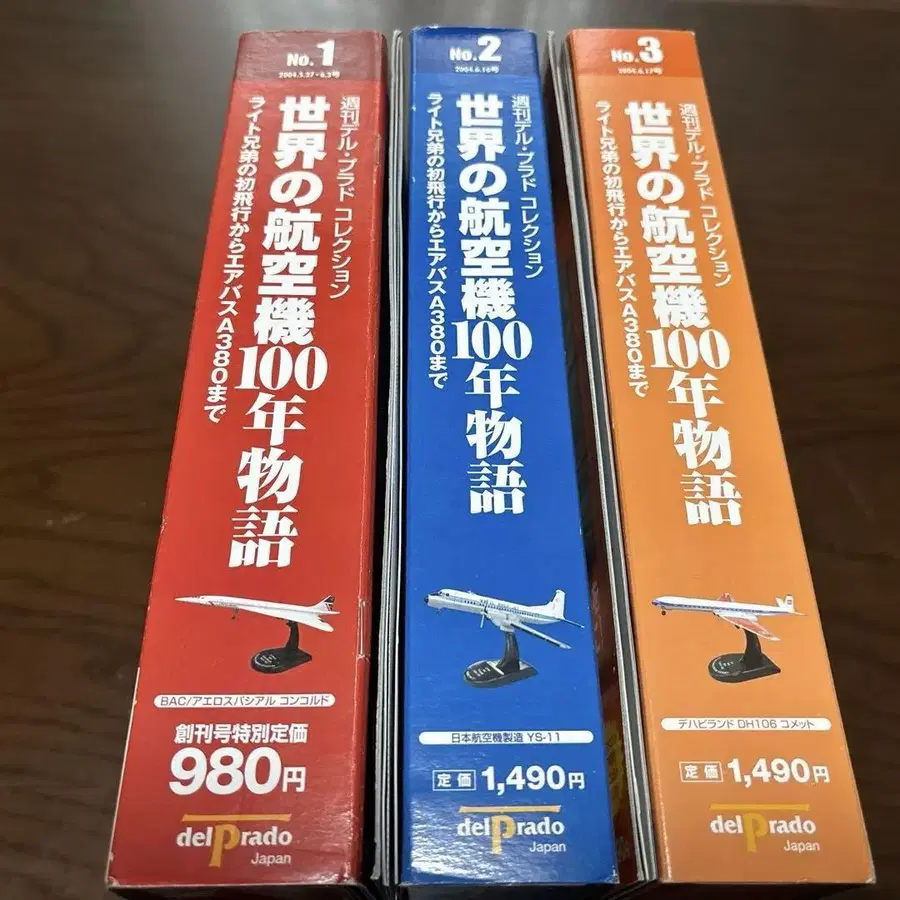 No.1
2004.5.27・6.3号
週刊デル・プラド コレクション
世界の航空機100年物語
ライト兄弟の初飛行からエアバスA380まで
BAC/アエロスパシアル コンコルド
創刊号特別定価
980円
delPrado
Japan
No.2
2004.6.10号
週刊デル・プラド コレクション
世界の航空機100年物語
ライト兄弟の初飛行からエアバスA380まで
日本航空機製造 YS-11
定価 1,490円
delPrado
Japan
No.3
2004.6.17号
週刊デル・プラド コレクション
世界の航空機100年物語
ライト兄弟の初飛行からエアバスA380まで
デハビランド DH106 コメット
定価 1,490円
delPrado
Japan